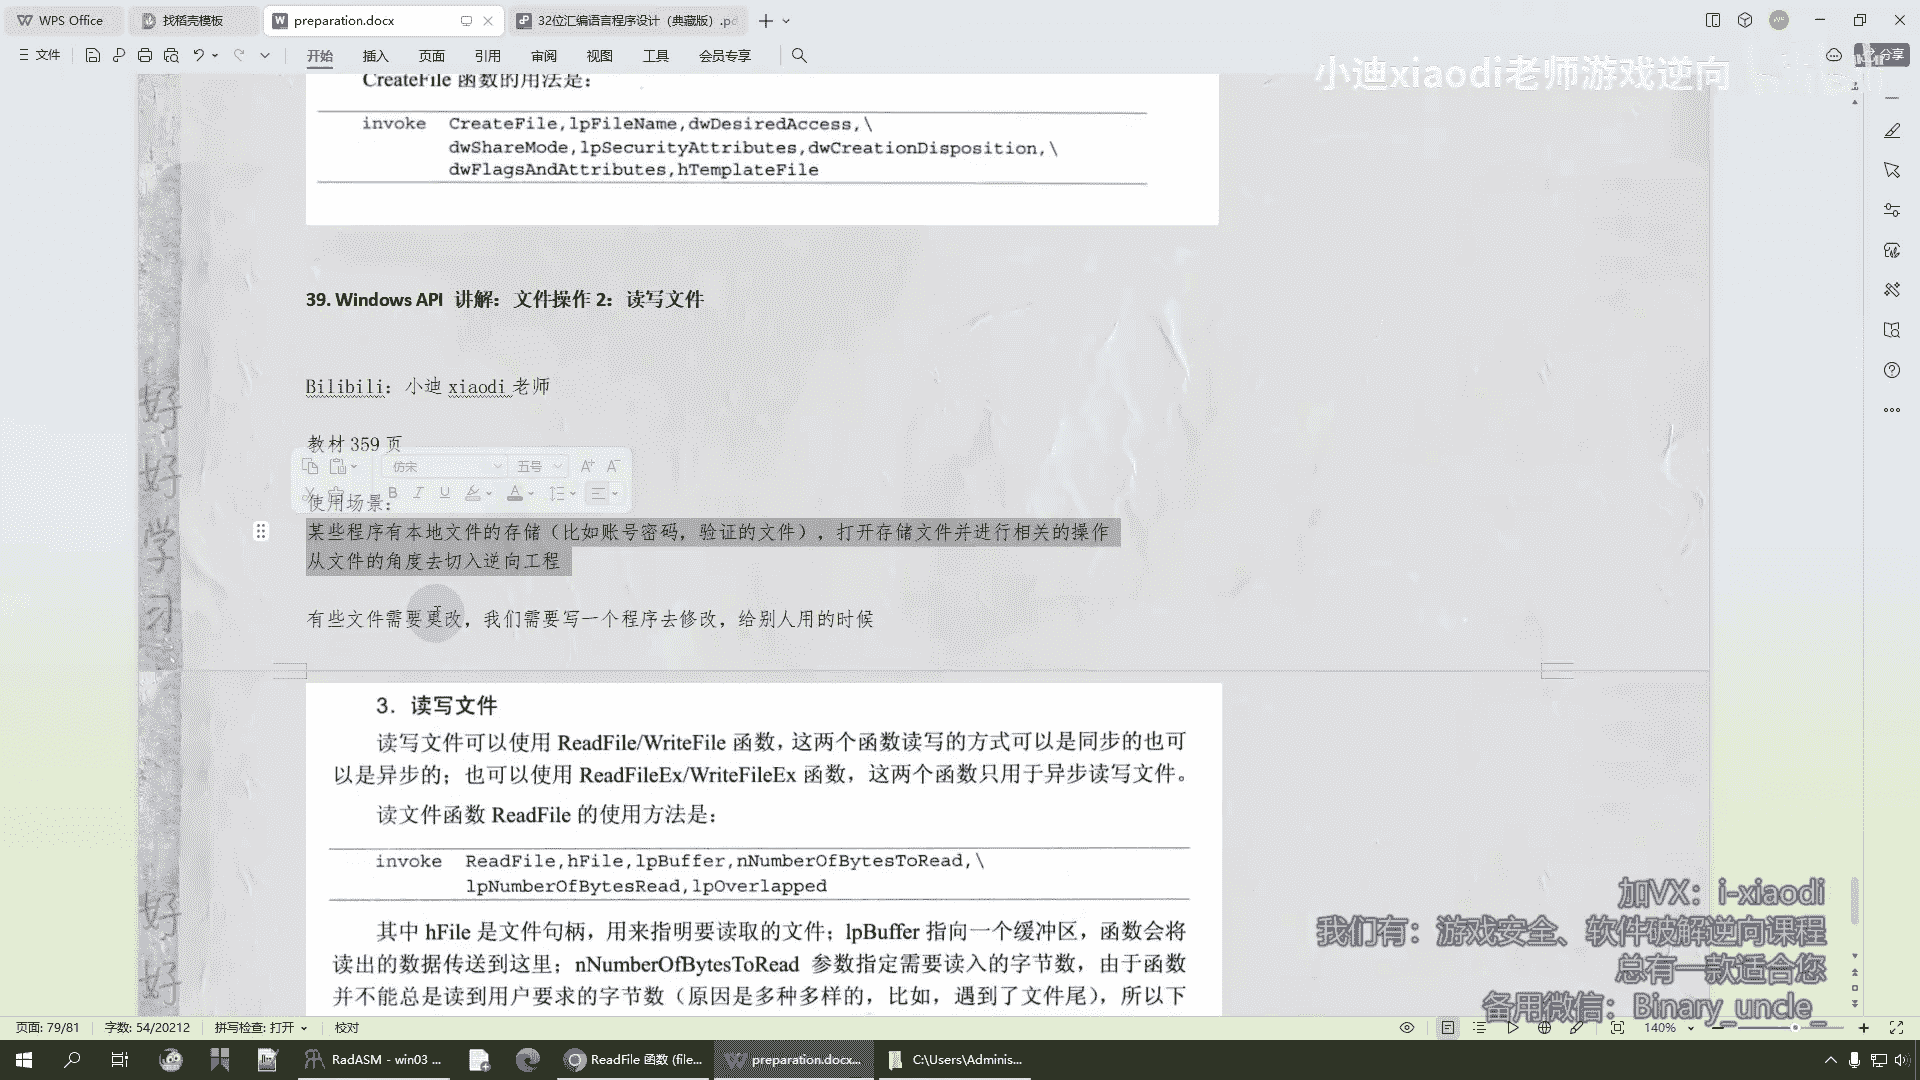 WPS Office
找稻壳模板
preparation.docx
32位汇编语言程序设计（典藏版）.pd
文件
开始
插入
页面
引用
审阅
视图
工具
会员专享
分享
小迪xiaodi老师游戏逆向
CreateFile 函数的用法是：
invoke CreateFile,lpFileName,dwDesiredAccess,\
dwShareMode,lpSecurityAttributes,dwCreationDisposition,\
dwFlagsAndAttributes,hTemplateFile
39. Windows API 讲解：文件操作 2：读写文件
Bilibili：小迪 xiaodi 老师
教材 359 页
仿宋
五号
使用场景：
某些程序有本地文件的存储（比如账号密码，验证的文件），打开存储文件并进行相关的操作
从文件的角度去切入逆向工程
有些文件需要更改，我们需要写一个程序去修改，给别人用的时候
好
好
学
习
好
好
3．读写文件
读写文件可以使用 ReadFile/WriteFile 函数，这两个函数读写的方式可以是同步的也可
以是异步的；也可以使用 ReadFileEx/WriteFileEx 函数，这两个函数只用于异步读写文件。
读文件函数 ReadFile 的使用方法是：
invoke ReadFile,hFile,lpBuffer,nNumberOfBytesToRead,\
lpNumberOfBytesRead,lpOverlapped
其中 hFile 是文件句柄，用来指明要读取的文件；lpBuffer 指向一个缓冲区，函数会将
读出的数据传送到这里；nNumberOfBytesToRead 参数指定需要读入的字节数，由于函数
并不能总是读到用户要求的字节数（原因是多种多样的，比如，遇到了文件尾），所以下
加VX：i-xiaodi
我们有：游戏安全、软件破解逆向课程
总有一款适合您
备用微信：Binary_uncle_
页面: 79/81
字数: 54/20212
拼写检查: 打开
校对
140%
RadASM - win03 ...
ReadFile 函数 (file...
preparation.docx...
C:\Users\Adminis...